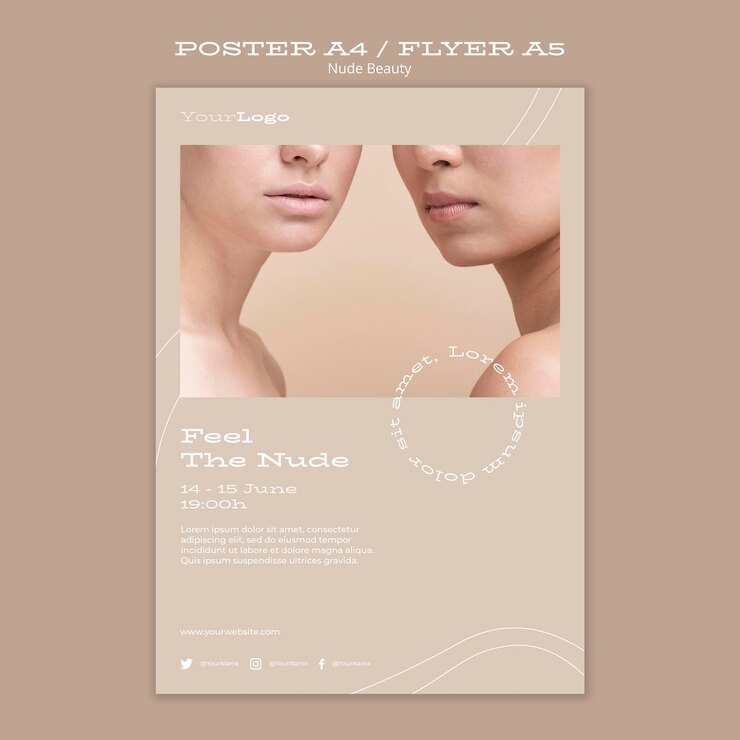 POSTER A4 / FLYER A5
Nude Beauty
YourLogo
Lorem ipsum dolor sit amet,
Feel
The Nude
14 - 15 June
19:00h
Lorem ipsum dolor sit amet, consectetur
adipiscing elit, sed do eiusmod tempor
incididunt ut labore et dolore magna aliqua.
Quis ipsum suspendisse ultrices gravida.
www.yourwebsite.com
@YourName @YourName @YourName